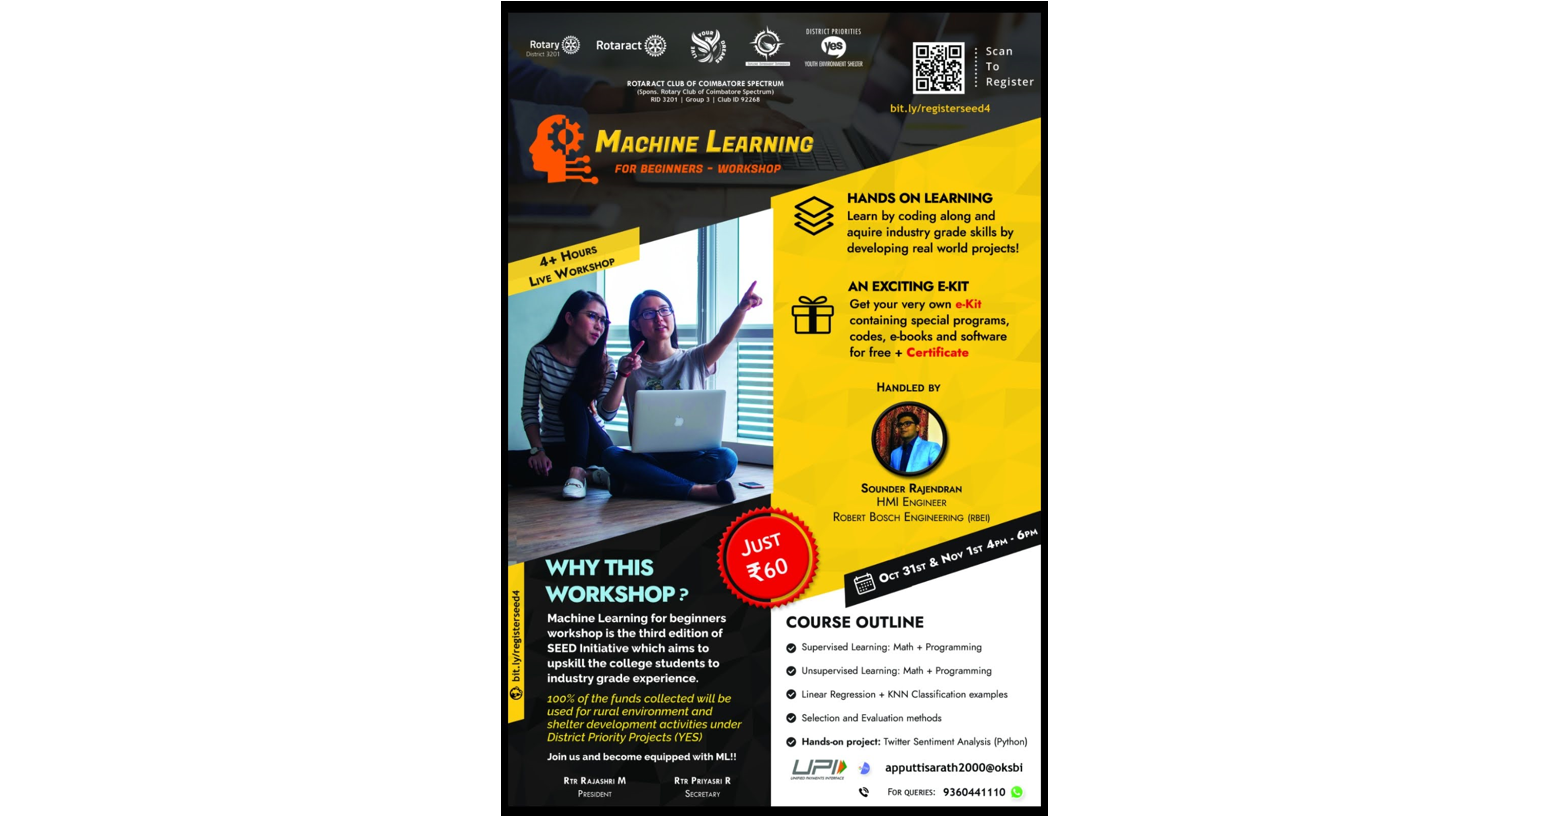 Rotary
District 3201
Rotaract
LIVE YOUR DREAMS
DISTRICT PRIORITIES
yes
YOUTH ENVIRONMENT SHELTER
ROTARACT CLUB OF COIMBATORE SPECTRUM
(Spons. Rotary Club of Coimbatore Spectrum)
RID 3201 | Group 3 | Club ID 92268
Scan
To
Register
bit.ly/registerseed4
MACHINE LEARNING
FOR BEGINNERS - WORKSHOP
4+ HOURS
LIVE WORKSHOP
HANDS ON LEARNING
Learn by coding along and
aquire industry grade skills by
developing real world projects!
AN EXCITING E-KIT
Get your very own e-Kit
containing special programs,
codes, e-books and software
for free + Certificate
HANDLED BY
SOUNDER RAJENDRAN
HMI ENGINEER
ROBERT BOSCH ENGINEERING (RBEI)
JUST
₹60
OCT 31ST & NOV 1ST 4PM - 6PM
bit.ly/registerseed4
WHY THIS
WORKSHOP ?
Machine Learning for beginners
workshop is the third edition of
SEED Initiative which aims to
upskill the college students to
industry grade experience.
100% of the funds collected will be
used for rural environment and
shelter development activities under
District Priority Projects (YES)
Join us and become equipped with ML!!
RTR RAJASHRI M
PRESIDENT
RTR PRIYASRI R
SECRETARY
COURSE OUTLINE
Supervised Learning: Math + Programming
Unsupervised Learning: Math + Programming
Linear Regression + KNN Classification examples
Selection and Evaluation methods
Hands-on project: Twitter Sentiment Analysis (Python)
UPI
UNIFIED PAYMENTS INTERFACE
apputtisarath2000@oksbi
FOR QUERIES: 9360441110